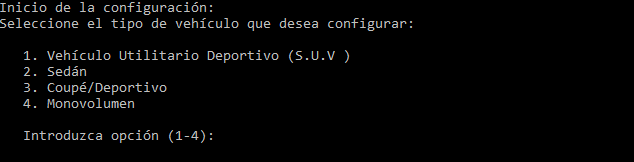 Inicio de la configuración:
Seleccione el tipo de vehículo que desea configurar:
1. Vehículo Utilitario Deportivo (S.U.V )
2. Sedán
3. Coupé/Deportivo
4. Monovolumen
Introduzca opción (1-4):